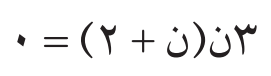 ٣ن(ن + ٢) = ٠